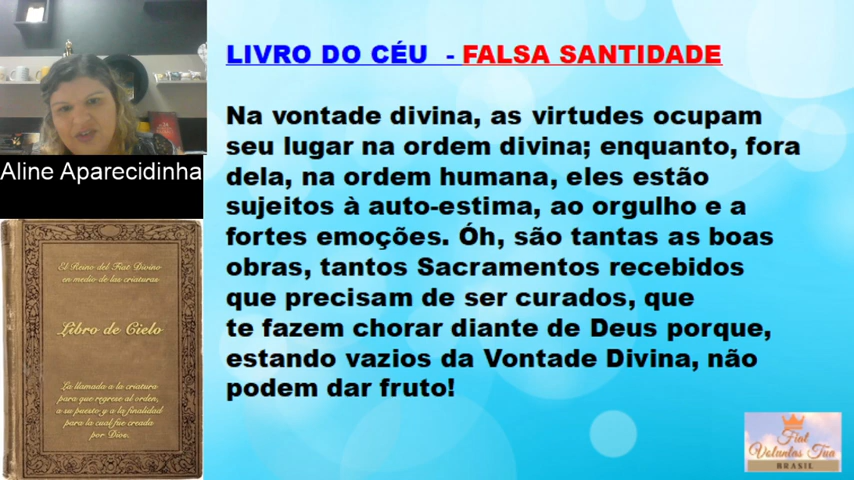 LIVRO DO CÉU - FALSA SANTIDADE
Na vontade divina, as virtudes ocupam
seu lugar na ordem divina; enquanto, fora
dela, na ordem humana, eles estão
sujeitos à auto-estima, ao orgulho e a
fortes emoções. Óh, são tantas as boas
obras, tantos Sacramentos recebidos
que precisam de ser curados, que
te fazem chorar diante de Deus porque,
estando vazios da Vontade Divina, não
podem dar fruto!
Aline Aparecidinha
El Reino del Fiat Divino
en medio de las criaturas
Libro de Cielo
La llamada a la criatura
para que regrese al orden,
a su puesto y a la finalidad
para la cual fue creada
por Dios.
Fiat
Voluntas Tua
BRASIL